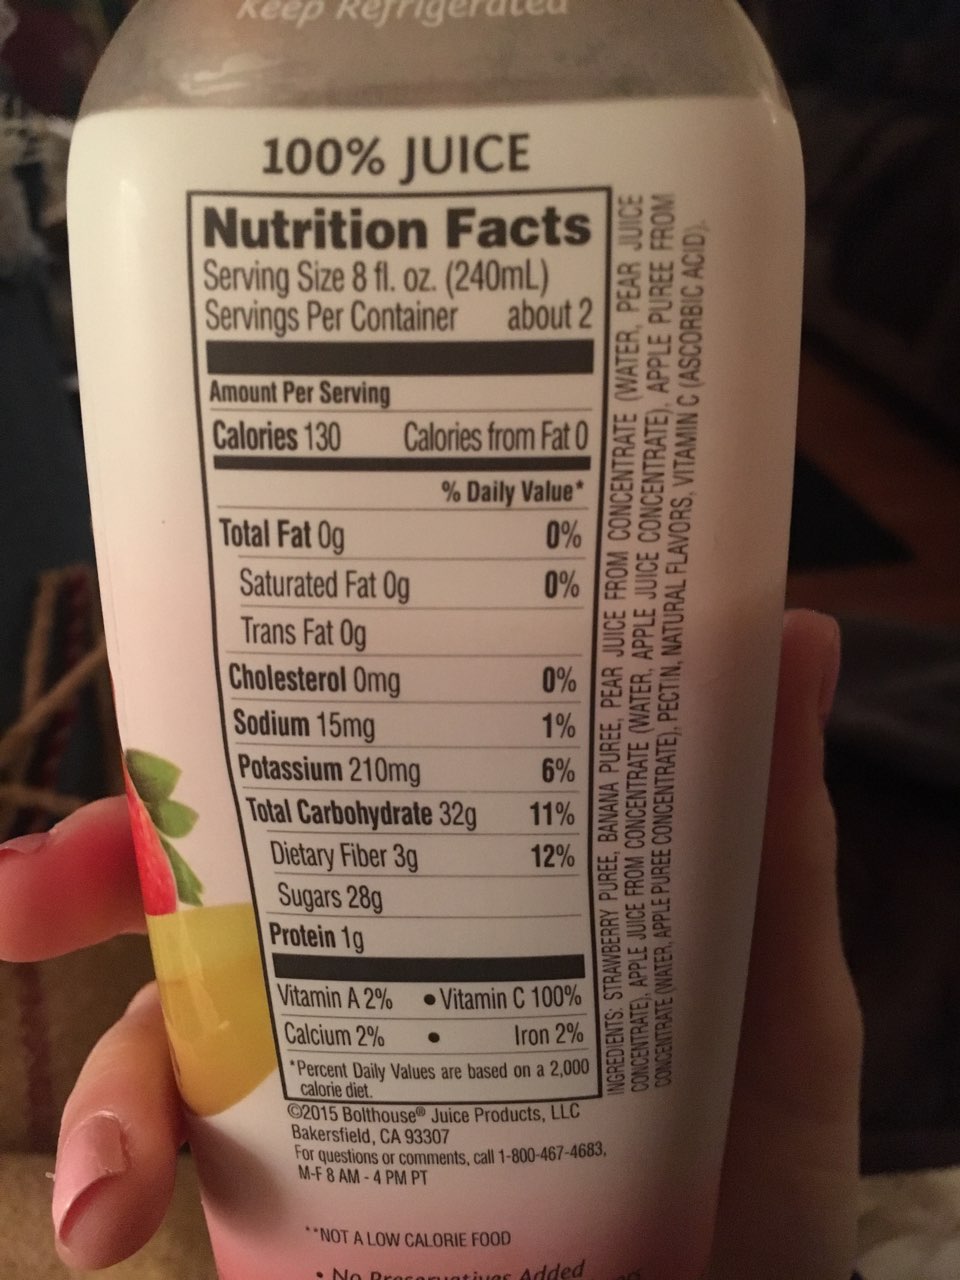 Keep Refrigerated
100% JUICE
Nutrition Facts
Serving Size 8 fl. oz. (240mL)
Servings Per Container about 2
Amount Per Serving
Calories 130 Calories from Fat 0
% Daily Value*
Total Fat 0g 0%
Saturated Fat 0g 0%
Trans Fat 0g
Cholesterol 0mg 0%
Sodium 15mg 1%
Potassium 210mg 6%
Total Carbohydrate 32g 11%
Dietary Fiber 3g 12%
Sugars 28g
Protein 1g
Vitamin A 2% • Vitamin C 100%
Calcium 2% • Iron 2%
*Percent Daily Values are based on a 2,000
calorie diet.
INGREDIENTS: STRAWBERRY PUREE, BANANA PUREE, PEAR JUICE FROM CONCENTRATE (WATER, PEAR JUICE
CONCENTRATE), APPLE JUICE FROM CONCENTRATE (WATER, APPLE JUICE CONCENTRATE), APPLE PUREE FROM
CONCENTRATE (WATER, APPLE PUREE CONCENTRATE), PECTIN, NATURAL FLAVORS, VITAMIN C (ASCORBIC ACID).
©2015 Bolthouse® Juice Products, LLC
Bakersfield, CA 93307
For questions or comments, call 1-800-467-4683,
M-F 8 AM - 4 PM PT
**NOT A LOW CALORIE FOOD
• No Preservatives Added